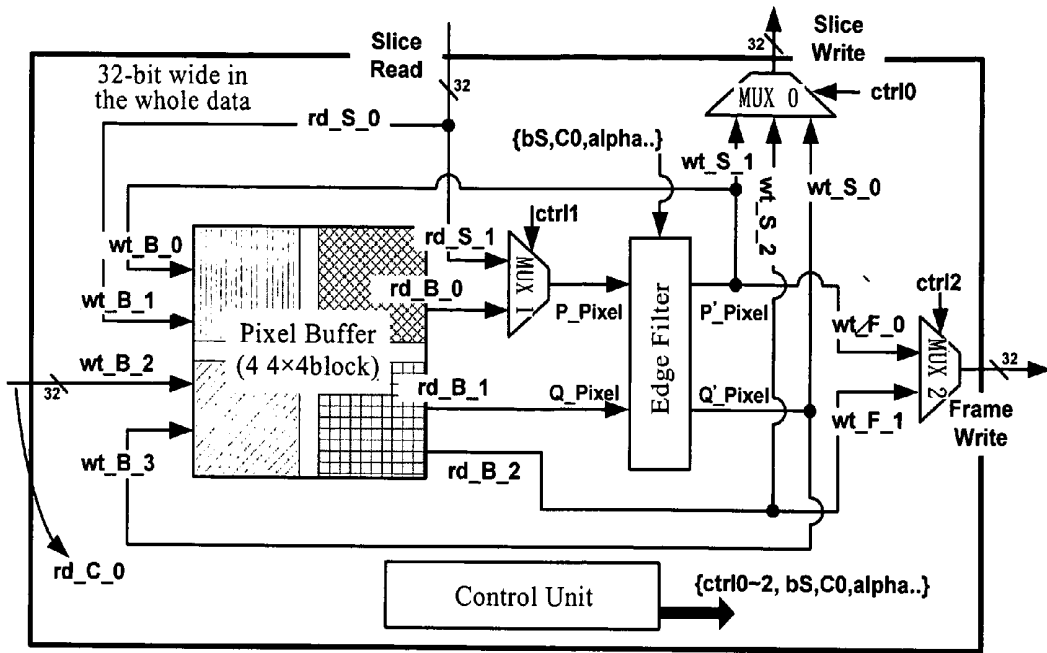 Slice
Read
32
Slice
Write
32
32-bit wide in
the whole data
rd_S_0
MUX 0
ctrl0
{bS,C0,alpha..}
wt_S_1
wt_S_2
wt_S_0
ctrl1
wt_B_0
rd_S_1
MUX 1
rd_B_0
wt_B_1
Pixel Buffer
(4 4×4block)
P_Pixel
Edge Filter
P'_Pixel
ctrl2
wt_F_0
MUX 2
32
wt_B_2
32
rd_B_1
Q_Pixel
Q'_Pixel
wt_F_1
Frame
Write
wt_B_3
rd_B_2
rd_C_0
Control Unit
{ctrl0~2, bS,C0,alpha..}